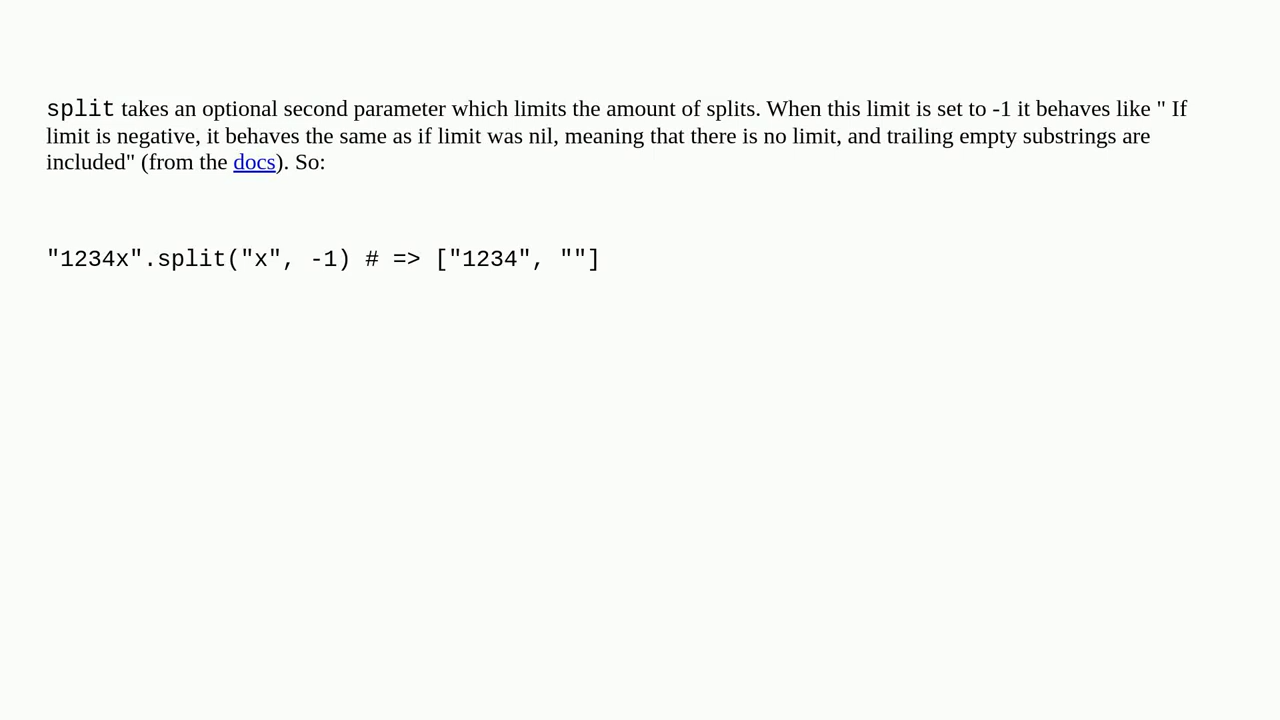 split takes an optional second parameter which limits the amount of splits. When this limit is set to -1 it behaves like " If
limit is negative, it behaves the same as if limit was nil, meaning that there is no limit, and trailing empty substrings are
included" (from the docs). So:
"1234x".split("x", -1) # => ["1234", ""]